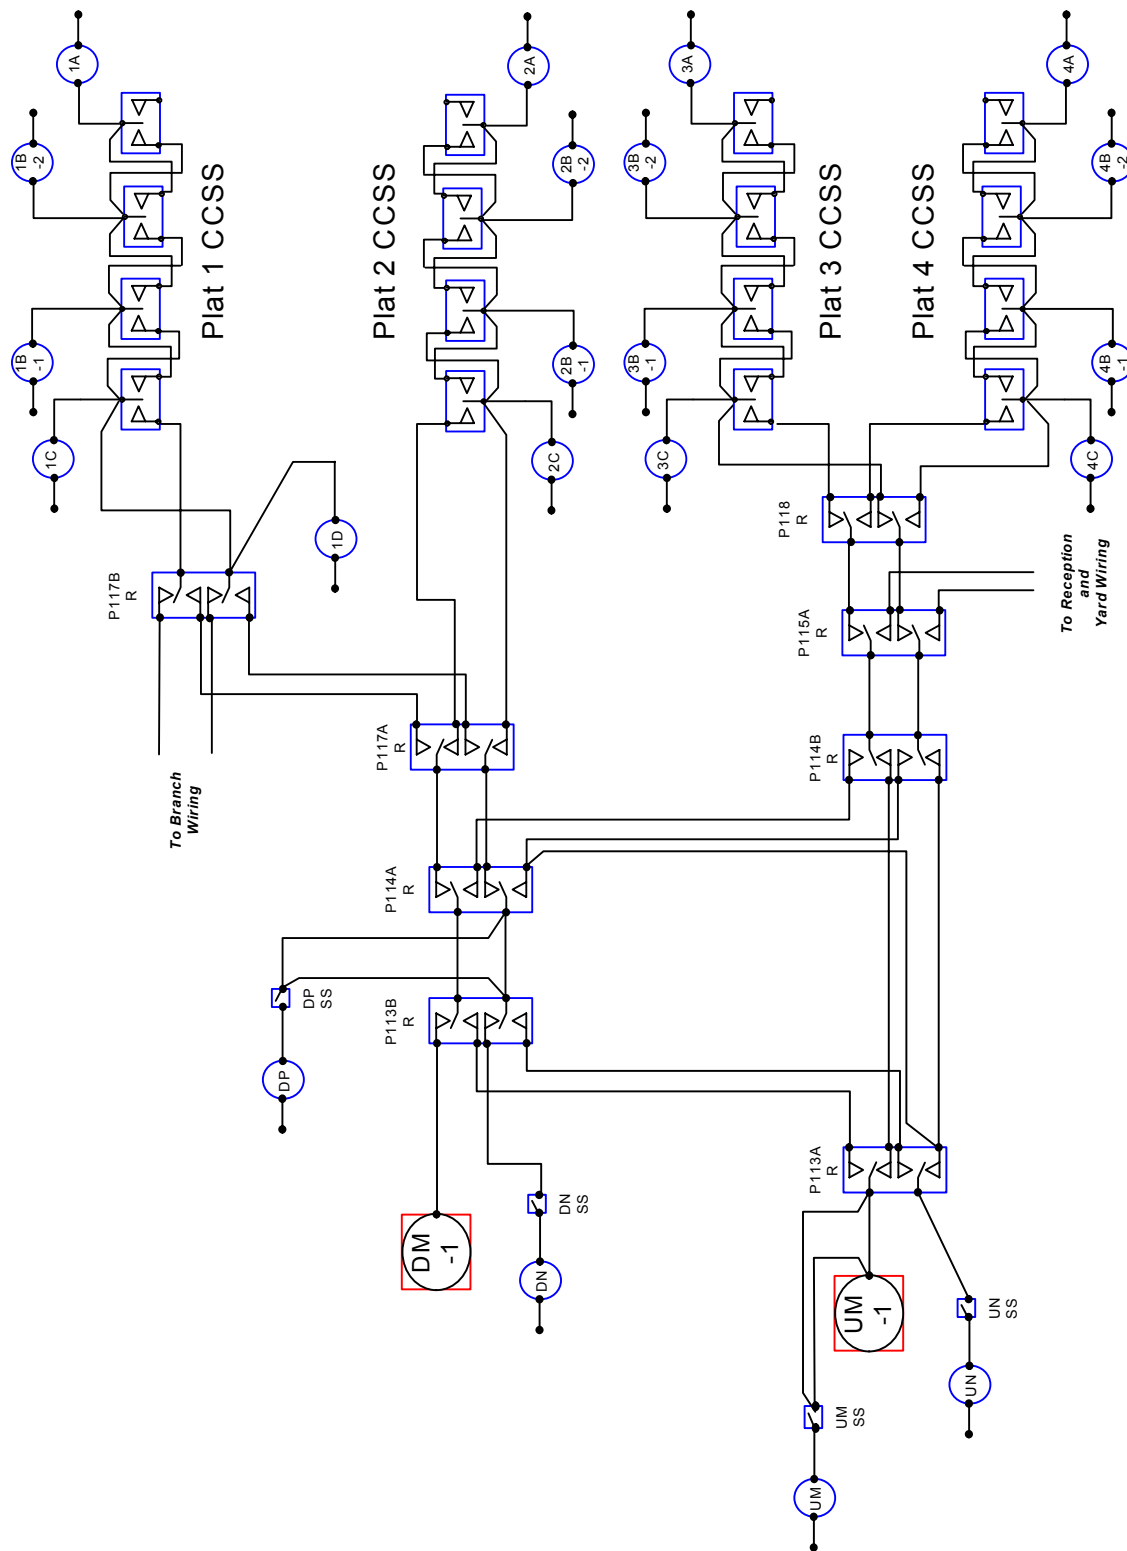 1A
2A
3A
4A
1B
-2
2B
-2
3B
-2
4B
-2
Plat 1 CCSS
Plat 2 CCSS
Plat 3 CCSS
Plat 4 CCSS
1B
-1
2B
-1
3B
-1
4B
-1
1C
2C
3C
4C
1D
P118
R
P117B
R
P115A
R
To Reception
and
Yard Wiring
P117A
R
P114B
R
To Branch
Wiring
P114A
R
DP
SS
P113B
R
DP
P113A
R
DN
SS
DM
-1
DN
UM
-1
UN
SS
UN
UM
SS
UM